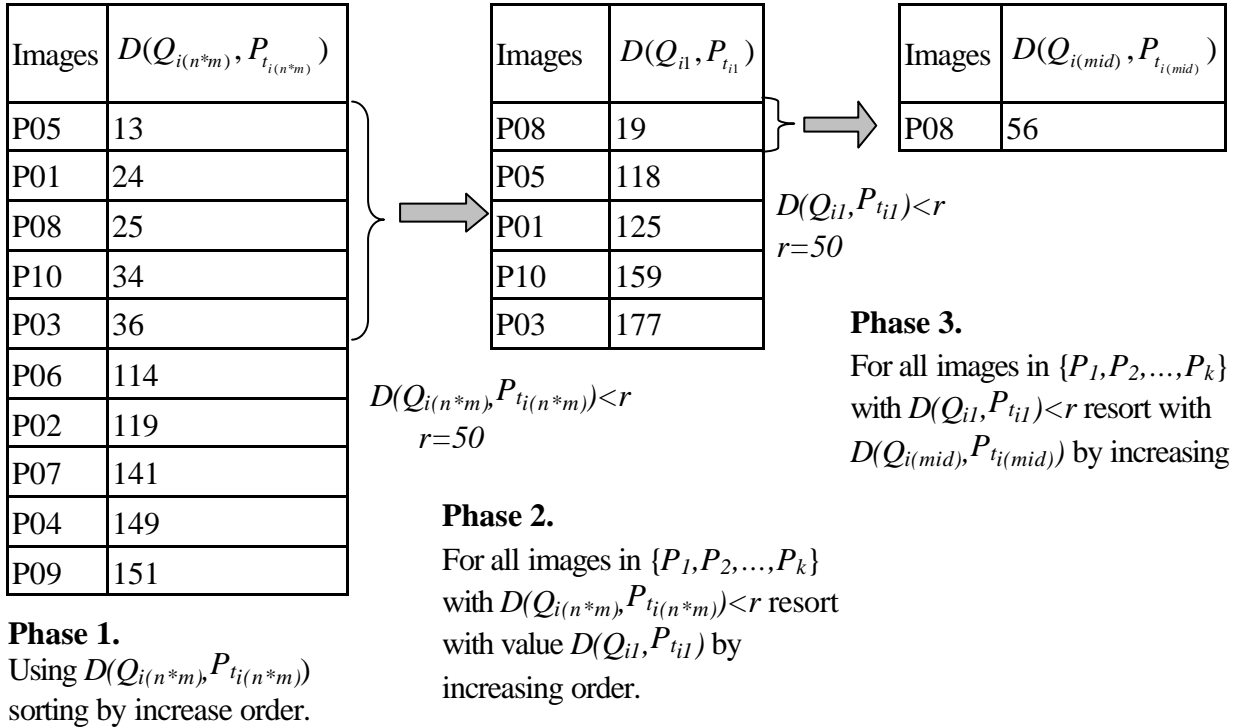 Images D(Q_{i(n*m)}, P_{t_{i(n*m)}})
P05 13
P01 24
P08 25
P10 34
P03 36
P06 114
P02 119
P07 141
P04 149
P09 151
Phase 1.
Using D(Q_{i(n*m)}, P_{t_{i(n*m)}})
sorting by increase order.
Images D(Q_{i1}, P_{t_{i1}})
P08 19
P05 118
P01 125
P10 159
P03 177
D(Q_{i(n*m)}, P_{t_{i(n*m)}})<r
r=50
Phase 2.
For all images in {P_1,P_2,…,P_k}
with D(Q_{i(n*m)}, P_{t_{i(n*m)}})<r resort
with value D(Q_{i1}, P_{t_{i1}}) by
increasing order.
Images D(Q_{i(mid)}, P_{t_{i(mid)}})
P08 56
D(Q_{i1}, P_{t_{i1}})<r
r=50
Phase 3.
For all images in {P_1,P_2,…,P_k}
with D(Q_{i1}, P_{t_{i1}})<r resort with
D(Q_{i(mid)}, P_{t_{i(mid)}}) by increasing